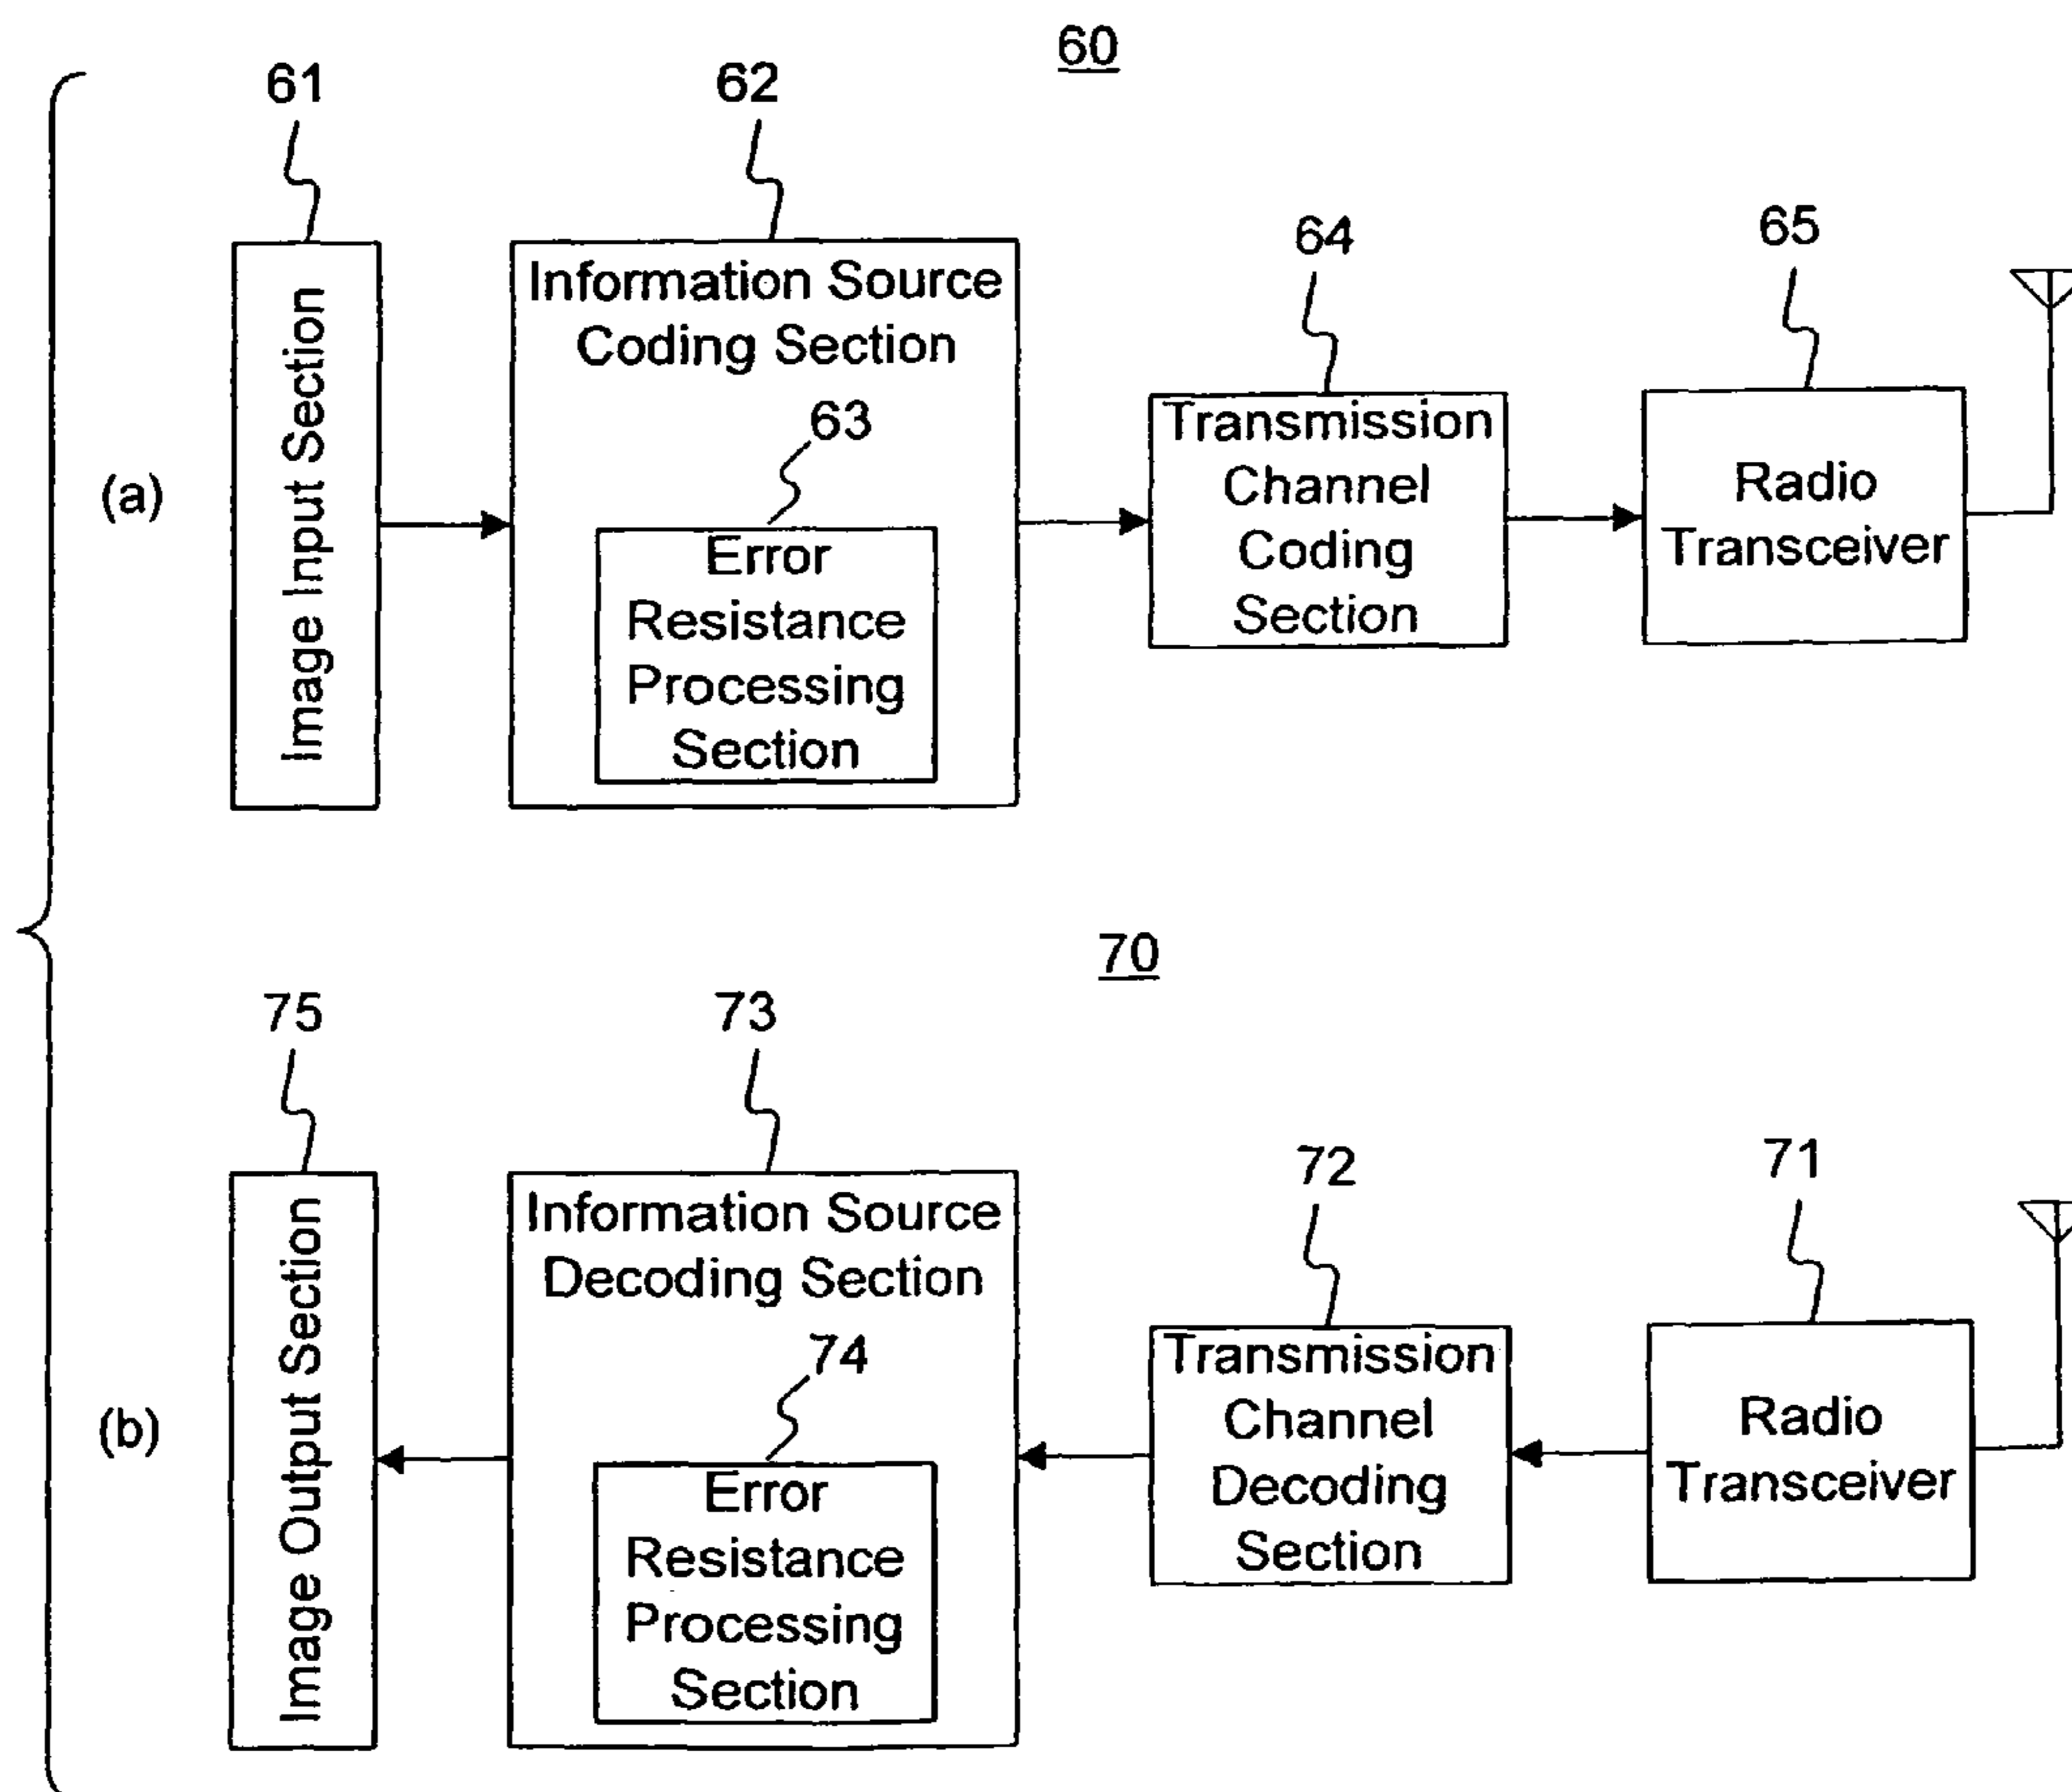 60
61
62
64
65
Information Source
Coding Section
63
Error
Resistance
Processing
Section
Image Input Section
(a)
Transmission
Channel
Coding
Section
Radio
Transceiver
70
75
73
72
71
Information Source
Decoding Section
74
Error
Resistance
Processing
Section
Image Output Section
(b)
Transmission
Channel
Decoding
Section
Radio
Transceiver